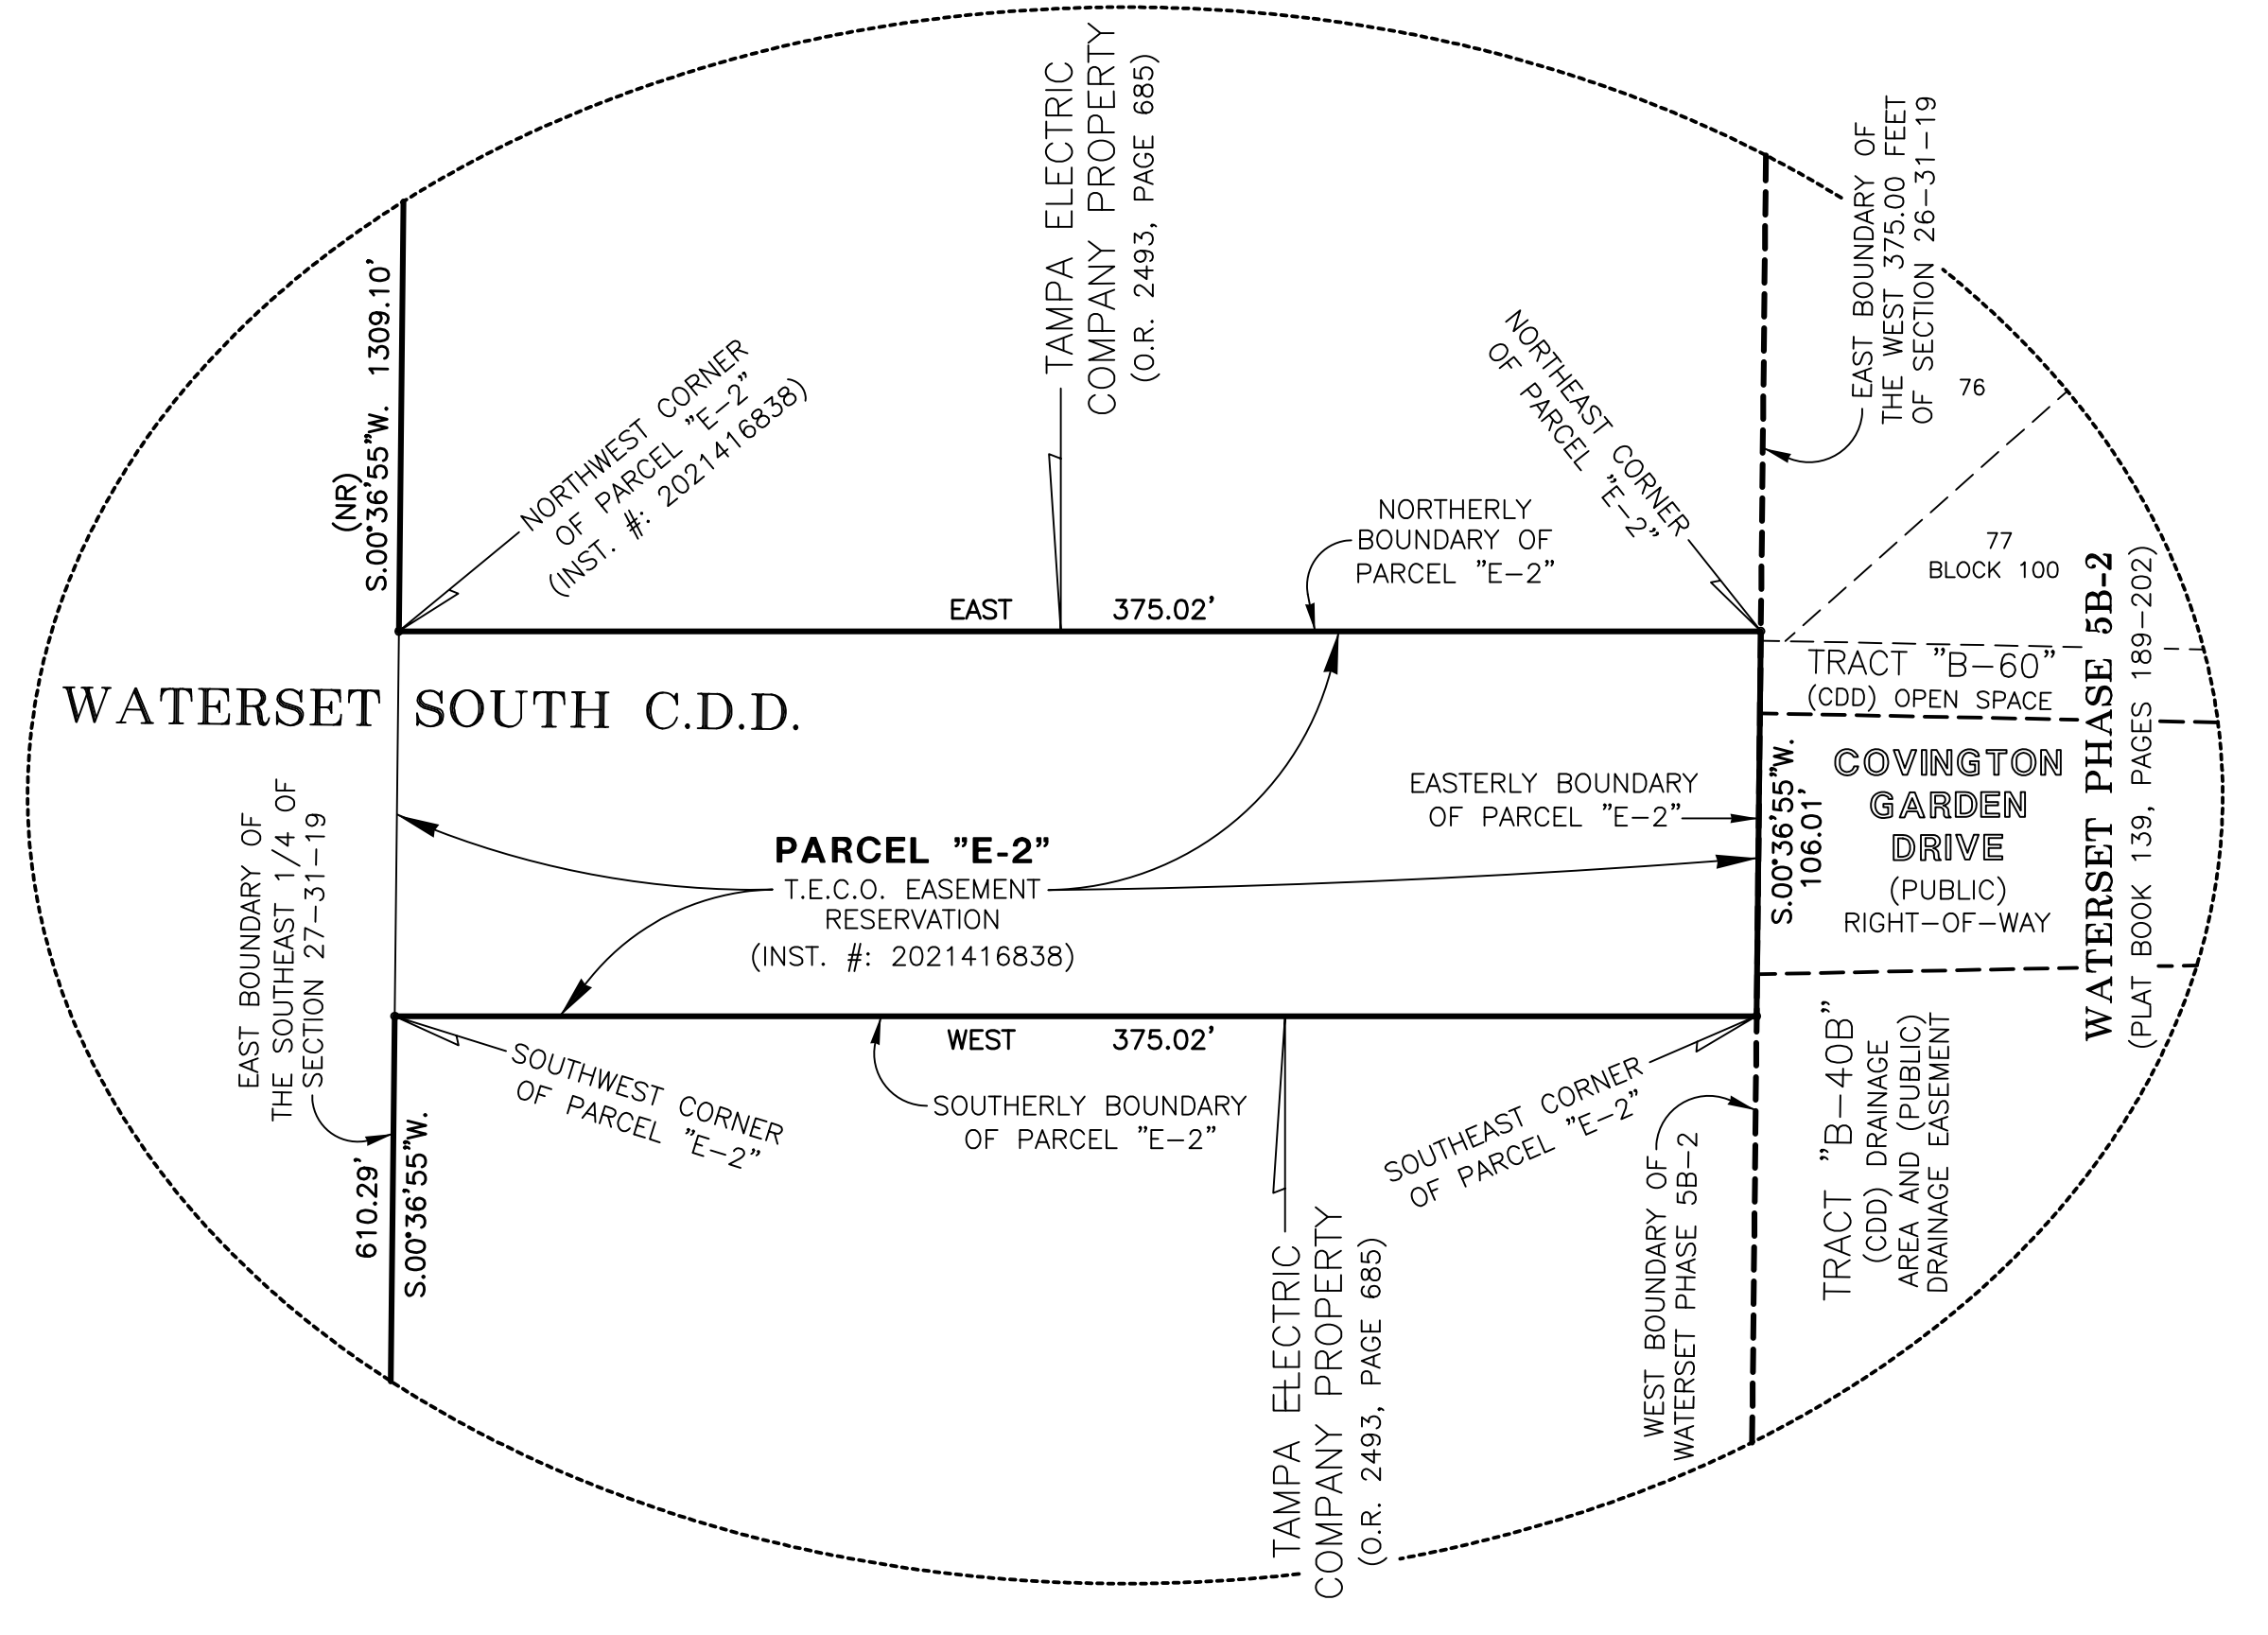 TAMPA ELECTRIC
COMPANY PROPERTY
(O.R. 2493, PAGE 685)
EAST BOUNDARY OF
THE WEST 375.00 FEET
OF SECTION 26-31-19
76
(NR)
S.00°36'55"W. 1309.10'
NORTHWEST CORNER
OF PARCEL "E-2"
(INST. #: 2021416838)
NORTHEAST CORNER
OF PARCEL "E-2"
NORTHERLY
BOUNDARY OF
PARCEL "E-2"
77
BLOCK 100
EAST 375.02'
TRACT "B-60"
(CDD) OPEN SPACE
WATERSET SOUTH C.D.D.
WATERSET PHASE 5B-2
(PLAT BOOK 139, PAGES 189-202)
COVINGTON
GARDEN
DRIVE
(PUBLIC)
RIGHT-OF-WAY
EASTERLY BOUNDARY
OF PARCEL "E-2"
S.00°36'55"W.
106.01'
PARCEL "E-2"
T.E.C.O. EASEMENT
RESERVATION
(INST. #: 2021416838)
EAST BOUNDARY OF
THE SOUTHEAST 1/4 OF
SECTION 27-31-19
WEST 375.02'
SOUTHWEST CORNER
OF PARCEL "E-2"
SOUTHERLY BOUNDARY
OF PARCEL "E-2"
SOUTHEAST CORNER
OF PARCEL "E-2"
610.29'
S.00°36'55"W.
TRACT "B-40B"
(CDD) DRAINAGE
AREA AND (PUBLIC)
DRAINAGE EASEMENT
WEST BOUNDARY OF
WATERSET PHASE 5B-2
TAMPA ELECTRIC
COMPANY PROPERTY
(O.R. 2493, PAGE 685)